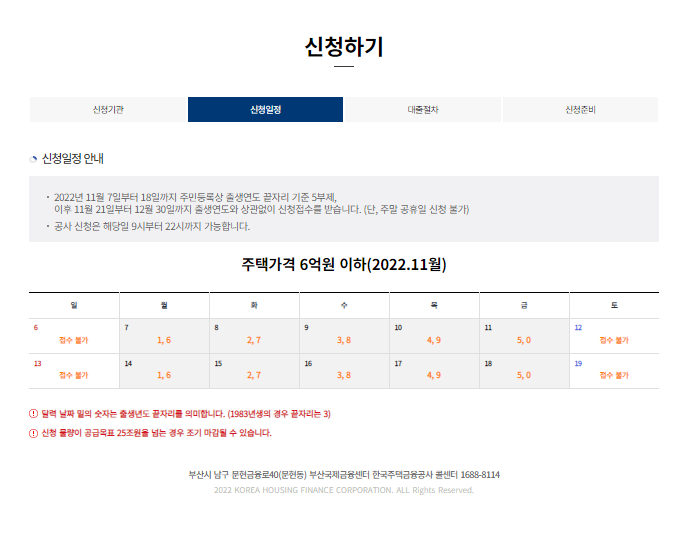 신청하기
신청기관 신청일정 대출절차 신청준비
신청일정 안내
· 2022년 11월 7일부터 18일까지 주민등록상 출생연도 끝자리 기준 5부제,
이후 11월 21일부터 12월 30일까지 출생연도와 상관없이 신청접수를 받습니다. (단, 주말 공휴일 신청 불가)
· 공사 신청은 해당일 9시부터 22시까지 가능합니다.
주택가격 6억원 이하(2022.11월)
일 월 화 수 목 금 토
6 7 8 9 10 11 12
접수 불가 1, 6 2, 7 3, 8 4, 9 5, 0 접수 불가
13 14 15 16 17 18 19
접수 불가 1, 6 2, 7 3, 8 4, 9 5, 0 접수 불가
달력 날짜 밑의 숫자는 출생년도 끝자리를 의미합니다. (1983년생의 경우 끝자리는 3)
신청 물량이 공급목표 25조원을 넘는 경우 조기 마감될 수 있습니다.
부산시 남구 문현금융로40(문현동) 부산국제금융센터 한국주택금융공사 콜센터 1688-8114
2022 KOREA HOUSING FINANCE CORPORATION. ALL Rights Reserved.